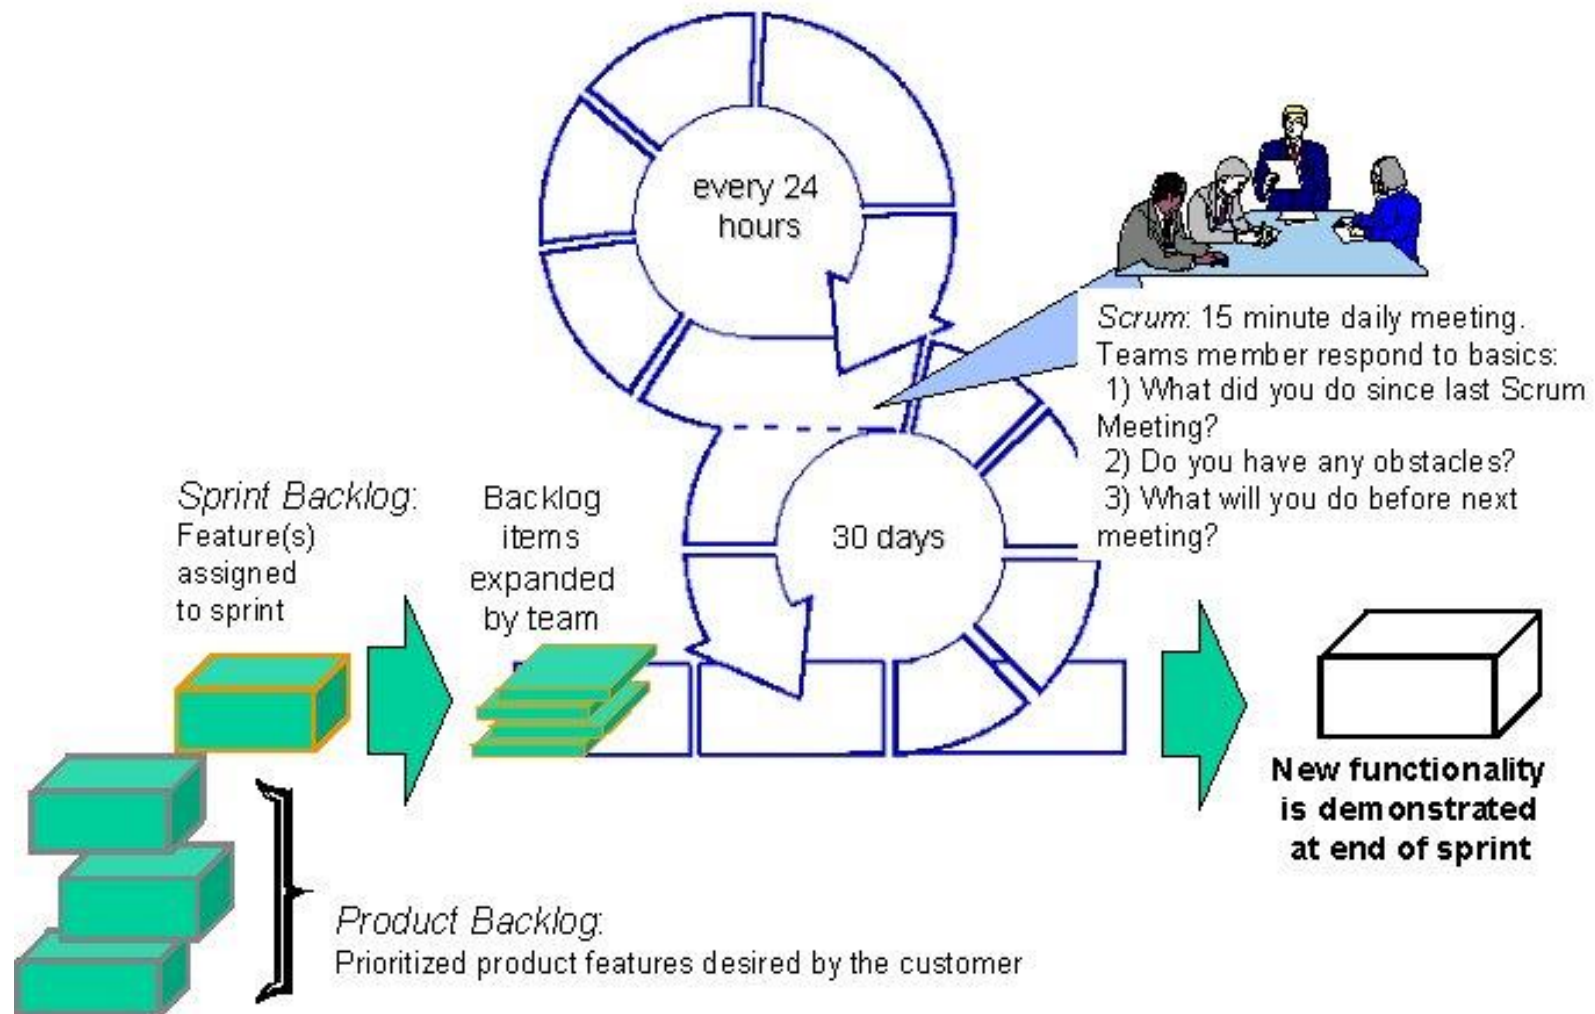 every 24
hours
Scrum: 15 minute daily meeting.
Teams member respond to basics:
1) What did you do since last Scrum
Meeting?
2) Do you have any obstacles?
3) What will you do before next
meeting?
Sprint Backlog:
Feature(s)
assigned
to sprint
Backlog
items
expanded
by team
30 days
New functionality
is demonstrated
at end of sprint
Product Backlog:
Prioritized product features desired by the customer